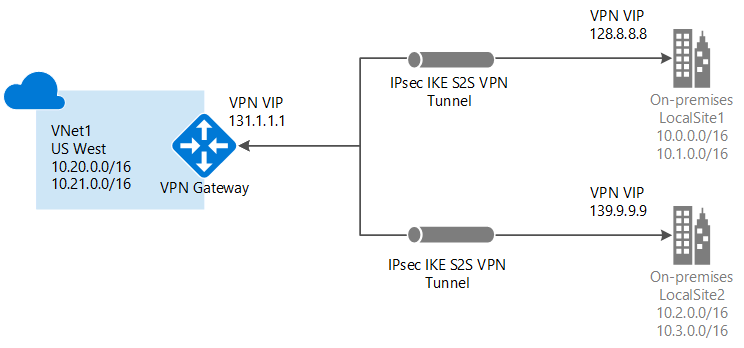 VPN VIP
128.8.8.8
IPsec IKE S2S VPN
Tunnel
On-premises
LocalSite1
10.0.0.0/16
10.1.0.0/16
VPN VIP
131.1.1.1
VNet1
US West
10.20.0.0/16
10.21.0.0/16
VPN Gateway
VPN VIP
139.9.9.9
IPsec IKE S2S VPN
Tunnel
On-premises
LocalSite2
10.2.0.0/16
10.3.0.0/16